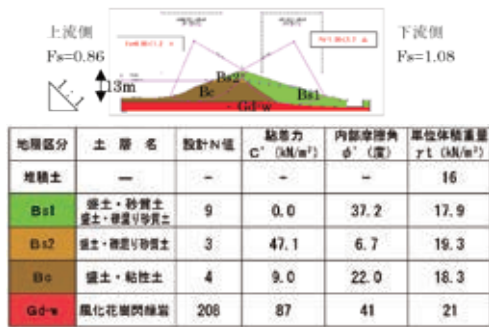 上流側
Fs=0.86
下流側
Fs=1.08
13m
Bs2
Bc
Bs1
Gd-w
地層区分 土 層 名 設計N値 粘着力 C' (kN/m²) 内部摩擦角 φ' (度) 単位体積重量 γt (kN/m³)
堆積土 — - - - 16
Bs1 盛土・砂質土 盛土・礫混り砂質土 9 0.0 37.2 17.9
Bs2 盛土・礫混り砂質土 3 47.1 6.7 19.3
Bc 盛土・粘性土 4 9.0 22.0 18.3
Gd-w 風化花崗閃緑岩 208 87 41 21